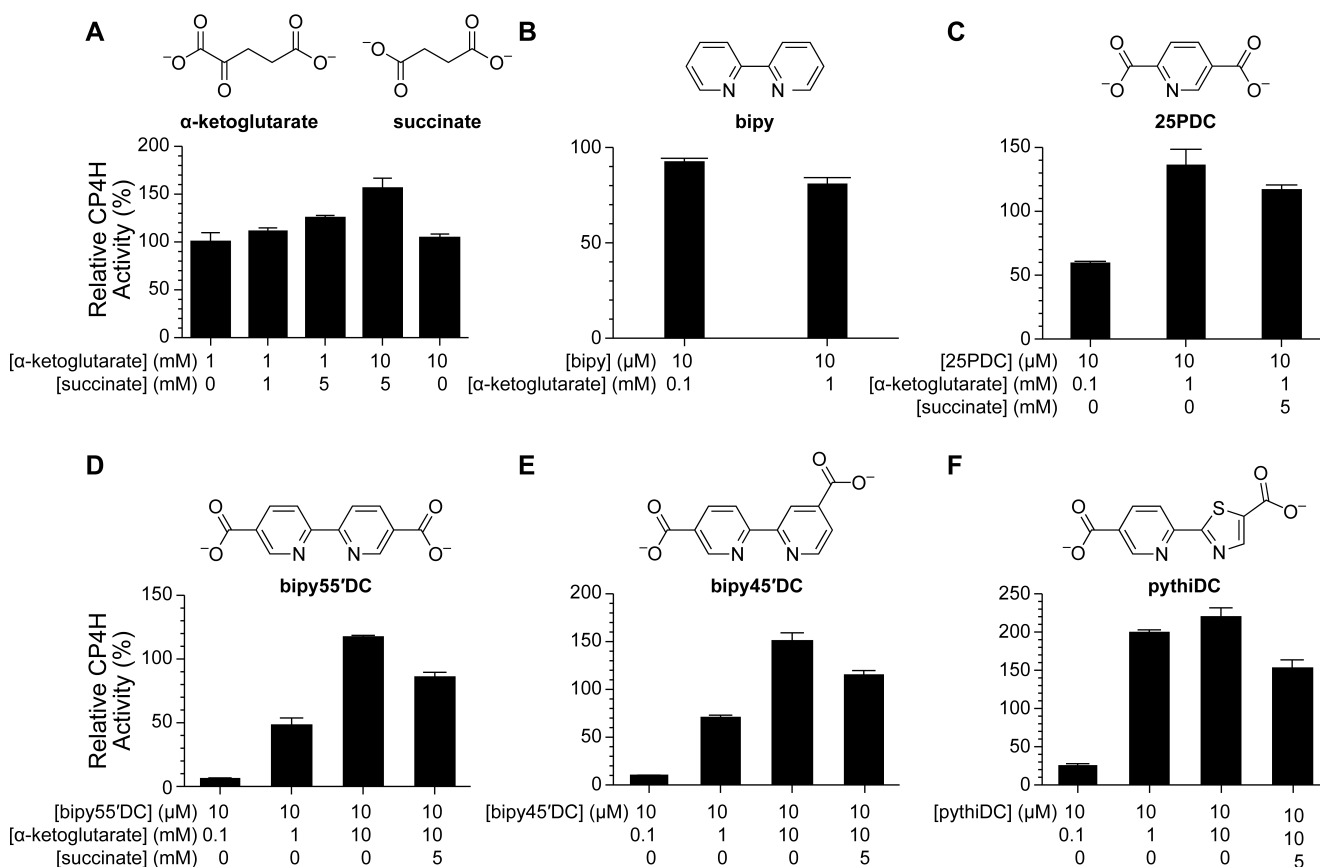 A
O O
⁻O O⁻
O
α-ketoglutarate
O
⁻O O⁻
O
succinate
200
150
100
50
0
Relative CP4H
Activity (%)
[α-ketoglutarate] (mM) 1 1 1 10 10
[succinate] (mM) 0 1 5 5 0
B
N N
bipy
100
50
0
[bipy] (µM) 10 10
[α-ketoglutarate] (mM) 0.1 1
C
O O
⁻O N O⁻
25PDC
150
100
50
0
[25PDC] (µM) 10 10 10
[α-ketoglutarate] (mM) 0.1 1 1
[succinate] (mM) 0 0 5
D
O O
⁻O N N O⁻
bipy55′DC
150
100
50
0
Relative CP4H
Activity (%)
[bipy55′DC] (µM) 10 10 10 10
[α-ketoglutarate] (mM) 0.1 1 10 10
[succinate] (mM) 0 0 0 5
E
O
O⁻
O
⁻O N N
bipy45′DC
200
150
100
50
0
[bipy45′DC] (µM) 10 10 10 10
0.1 1 10 10
0 0 0 5
F
O
S O⁻
O
⁻O N N
pythiDC
250
200
150
100
50
0
[pythiDC] (µM) 10 10 10 10
0.1 1 10 10
0 0 0 5